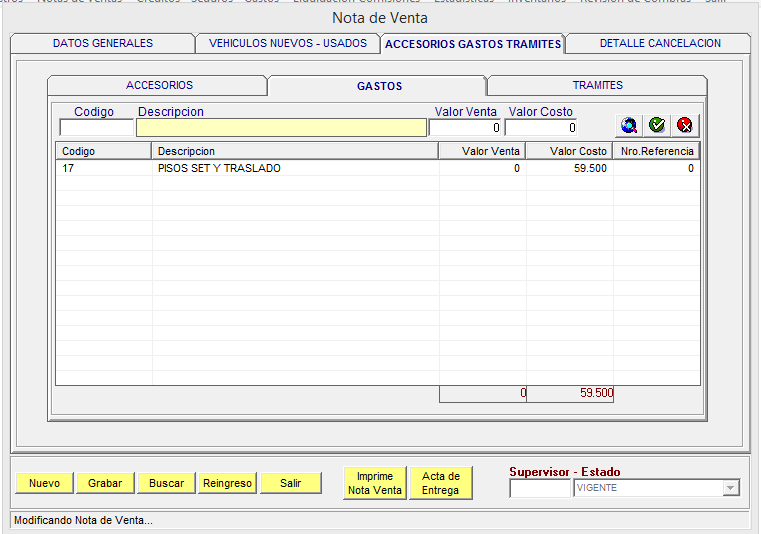 Nota de Venta
DATOS GENERALES VEHICULOS NUEVOS - USADOS ACCESORIOS GASTOS TRAMITES DETALLE CANCELACION
ACCESORIOS GASTOS TRAMITES
Codigo Descripcion Valor Venta Valor Costo
0 0
Codigo Descripcion Valor Venta Valor Costo Nro.Referencia
17 PISOS SET Y TRASLADO 0 59.500 0
0 59.500
Supervisor - Estado
Nuevo Grabar Buscar Reingreso Salir Imprime Nota Venta Acta de Entrega VIGENTE
Modificando Nota de Venta...